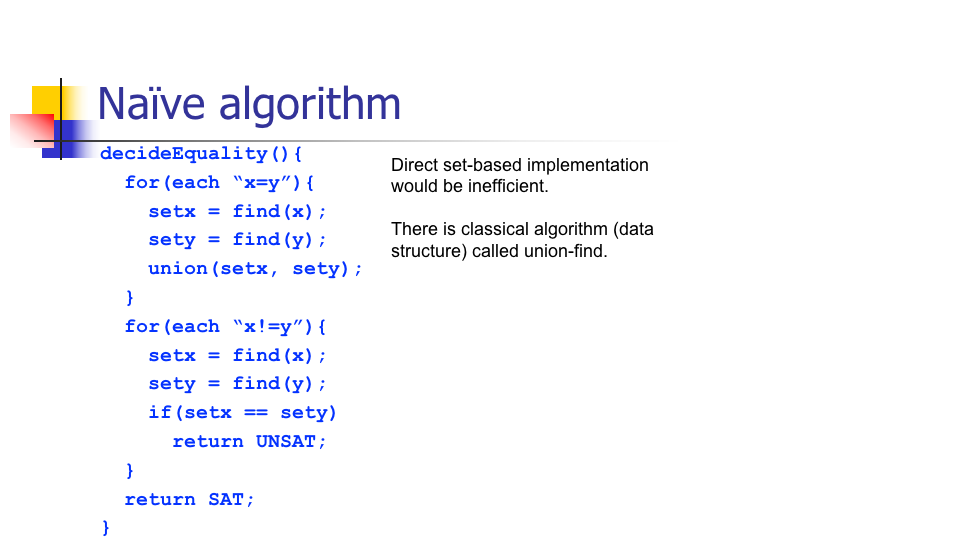 Naïve algorithm
decideEquality(){
for(each “x=y”){
setx = find(x);
sety = find(y);
union(setx, sety);
}
for(each “x!=y”){
setx = find(x);
sety = find(y);
if(setx == sety)
return UNSAT;
}
return SAT;
}
Direct set-based implementation
would be inefficient.
There is classical algorithm (data
structure) called union-find.